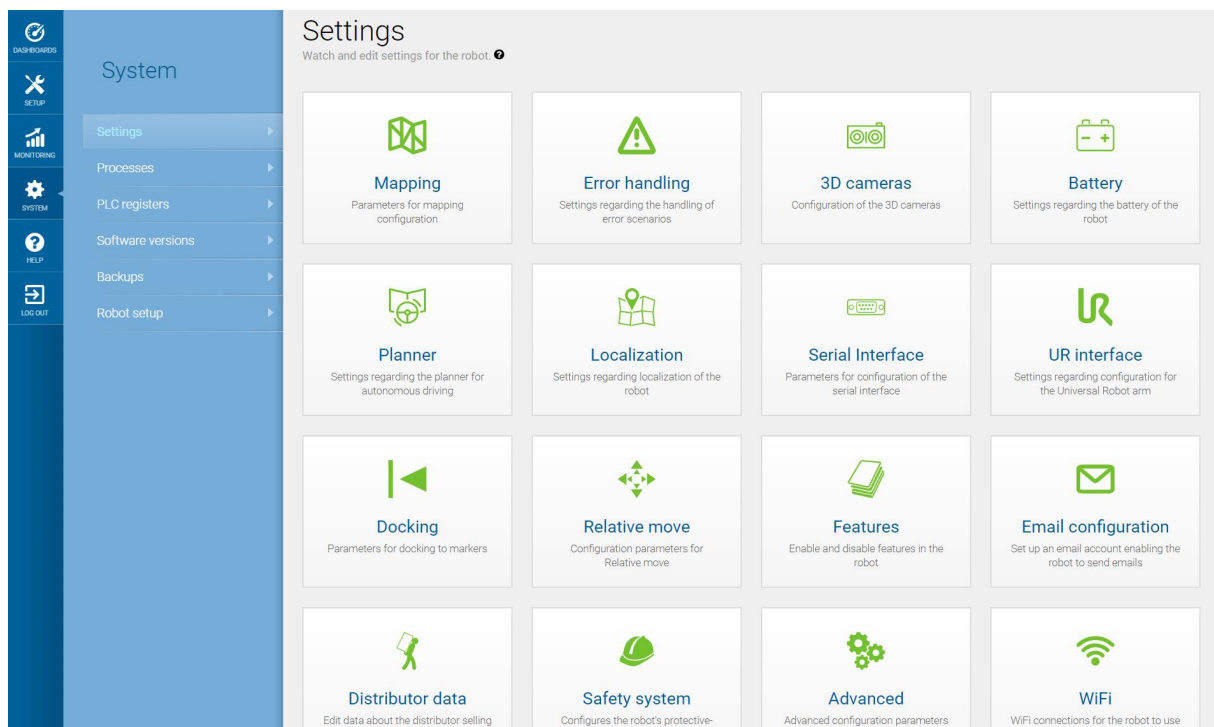 DASHBOARDS
SETUP
MONITORING
SYSTEM
HELP
LOG OUT
System
Settings
Processes
PLC registers
Software versions
Backups
Robot setup
Settings
Watch and edit settings for the robot.
Mapping
Parameters for mapping
configuration
Error handling
Settings regarding the handling of
error scenarios
3D cameras
Configuration of the 3D cameras
Battery
Settings regarding the battery of the
robot
Planner
Settings regarding the planner for
autonomous driving
Localization
Settings regarding localization of the
robot
Serial Interface
Parameters for configuration of the
serial interface
UR interface
Settings regarding configuration for
the Universal Robot arm
Docking
Parameters for docking to markers
Relative move
Configuration parameters for
Relative move
Features
Enable and disable features in the
robot
Email configuration
Set up an email account enabling the
robot to send emails
Distributor data
Edit data about the distributor selling
Safety system
Configures the robot's protective-
Advanced
Advanced configuration parameters
WiFi
WiFi connections for the robot to use